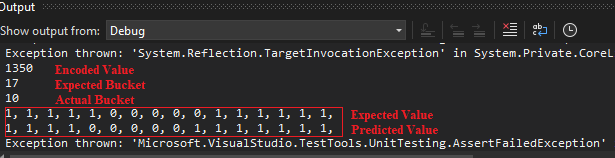 Output
Show output from: Debug
Exception thrown: 'System.Reflection.TargetInvocationException' in System.Private.CoreL
1350 Encoded Value
17 Expected Bucket
10 Actual Bucket
1, 1, 1, 1, 1, 0, 0, 0, 0, 0, 1, 1, 1, 1, 1, 1, Expected Value
1, 1, 1, 1, 0, 0, 0, 0, 0, 1, 1, 1, 1, 1, 1, 1, Predicted Value
Exception thrown: 'Microsoft.VisualStudio.TestTools.UnitTesting.AssertFailedException'